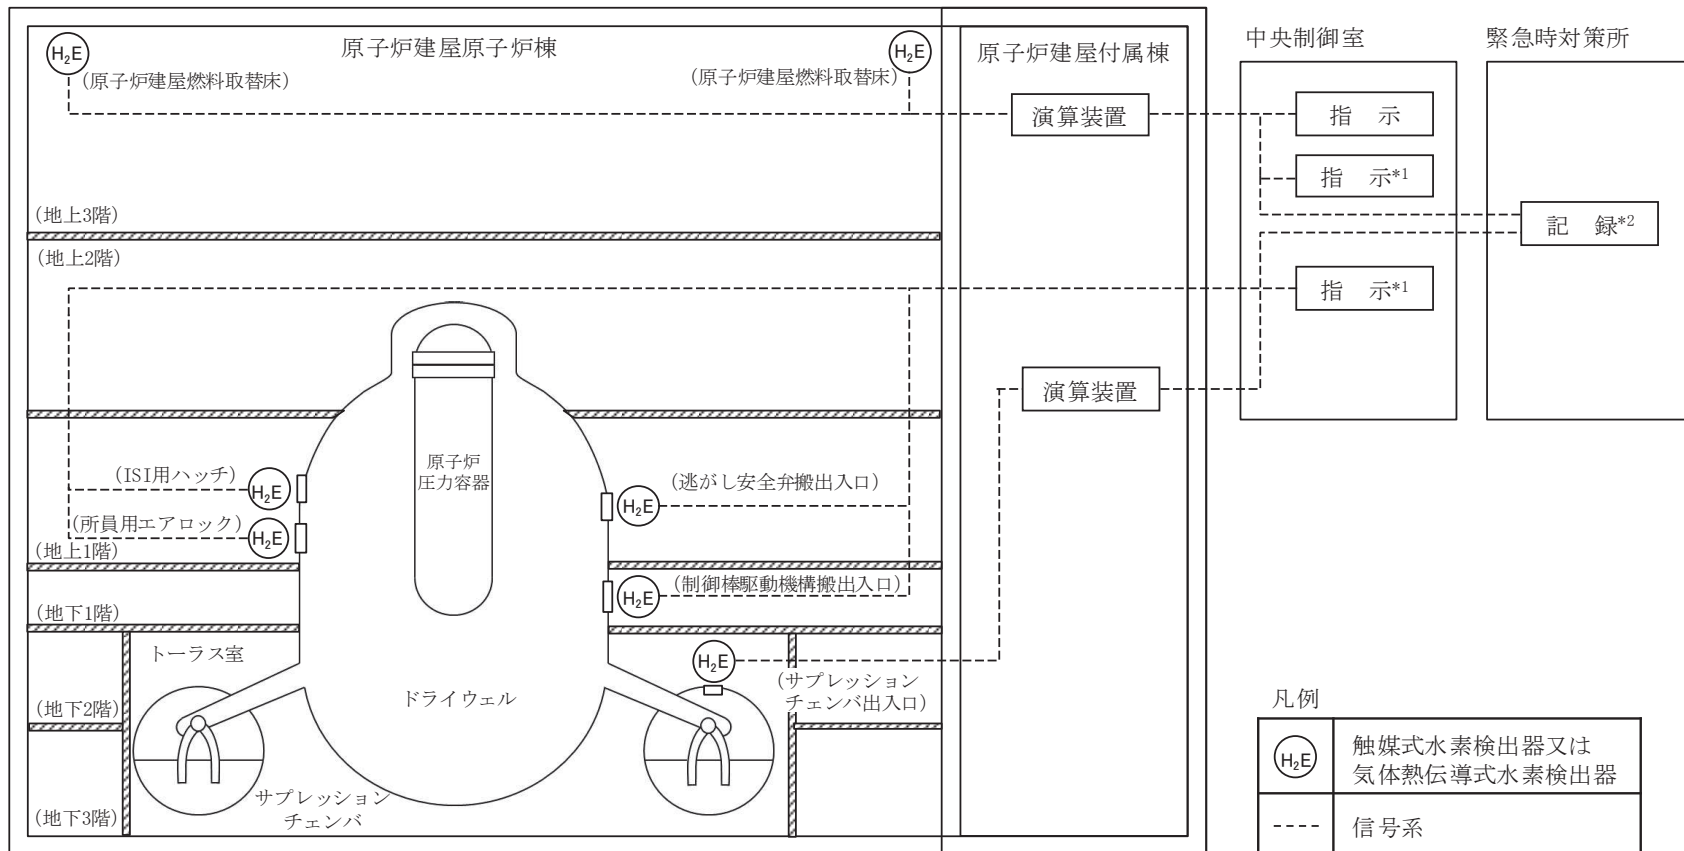 原子炉建屋原子炉棟
H₂E
(原子炉建屋燃料取替床)
H₂E
(原子炉建屋燃料取替床)
原子炉建屋付属棟
中央制御室
緊急時対策所
演算装置
指　示
指　示*1
記　録*2
指　示*1
演算装置
(地上3階)
(地上2階)
原子炉
圧力容器
(ISI用ハッチ)
H₂E
(所員用エアロック)
H₂E
(地上1階)
H₂E
(逃がし安全弁搬出入口)
H₂E
(制御棒駆動機構搬出入口)
(地下1階)
トーラス室
H₂E
(サプレッション
チェンバ出入口)
ドライウェル
(地下2階)
サプレッション
チェンバ
(地下3階)
凡例
H₂E
触媒式水素検出器又は
気体熱伝導式水素検出器
信号系